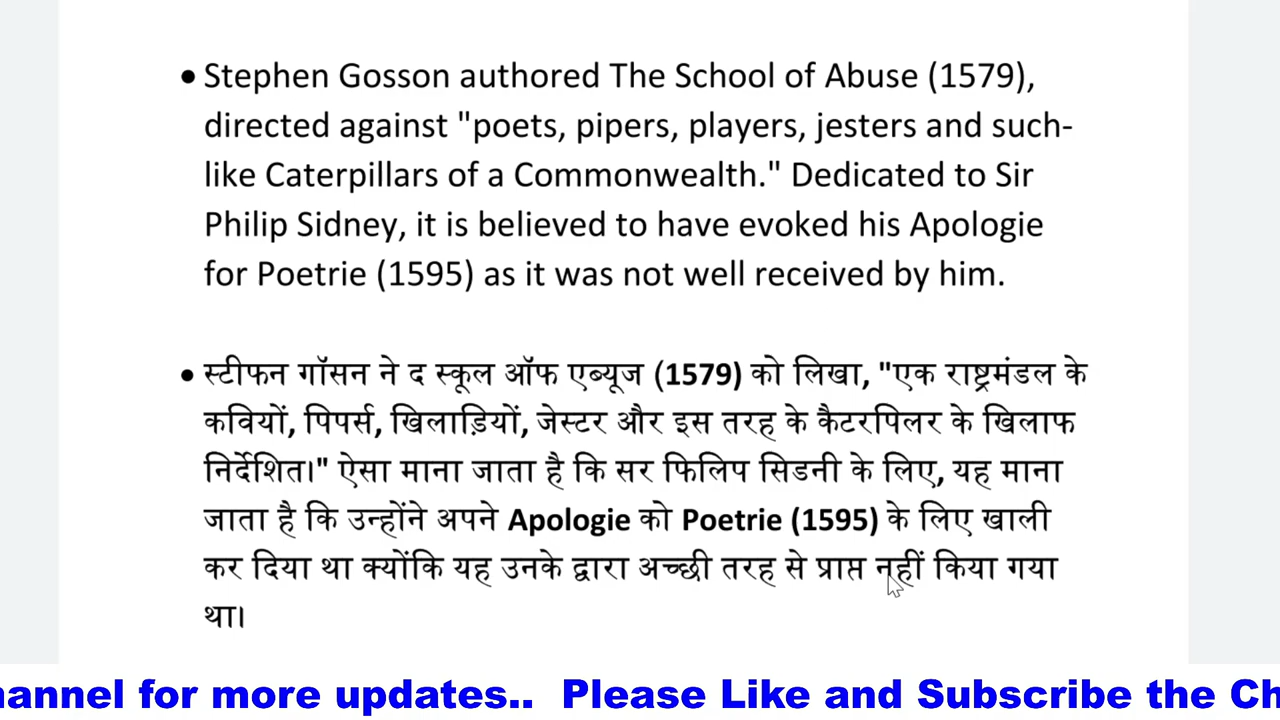 • Stephen Gosson authored The School of Abuse (1579),
directed against "poets, pipers, players, jesters and such-
like Caterpillars of a Commonwealth." Dedicated to Sir
Philip Sidney, it is believed to have evoked his Apologie
for Poetrie (1595) as it was not well received by him.
• स्टीफन गॉसन ने द स्कूल ऑफ एब्यूज (1579) को लिखा, "एक राष्ट्रमंडल के
कवियों, पिपर्स, खिलाड़ियों, जेस्टर और इस तरह के कैटरपिलर के खिलाफ
निर्देशित।" ऐसा माना जाता है कि सर फिलिप सिडनी के लिए, यह माना
जाता है कि उन्होंने अपने Apologie को Poetrie (1595) के लिए खाली
कर दिया था क्योंकि यह उनके द्वारा अच्छी तरह से प्राप्त नहीं किया गया
था।
hannel for more updates.. Please Like and Subscribe the Ch